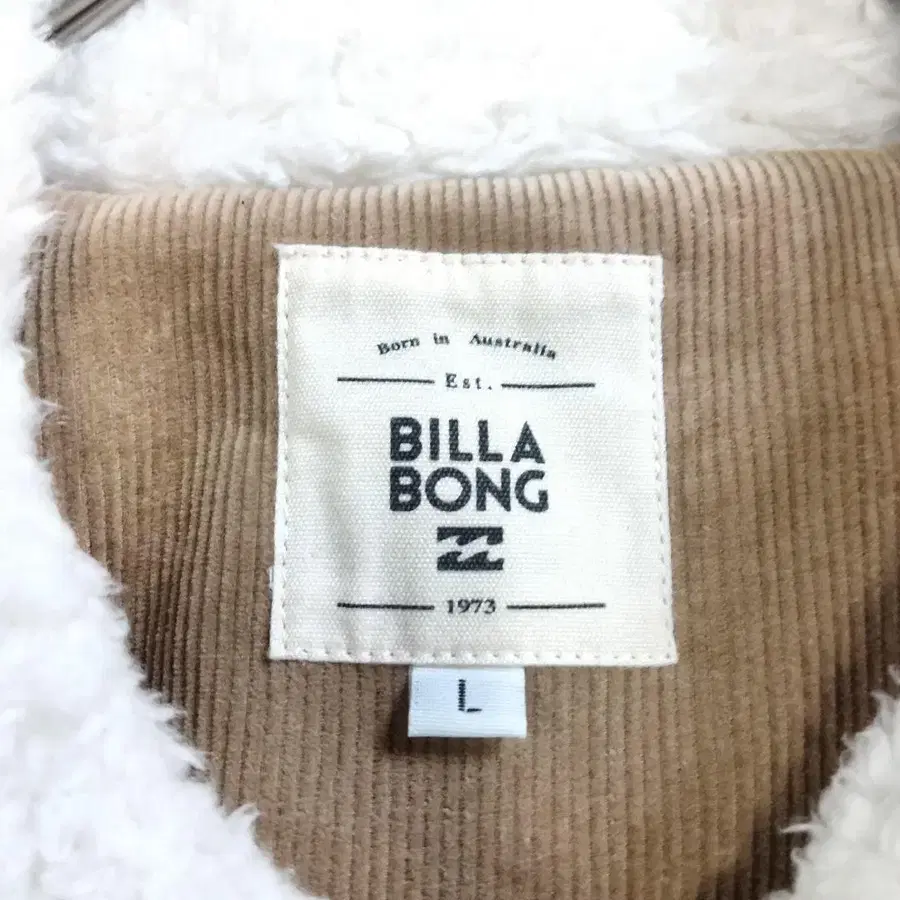 Born in Australia
Est.
BILLA
BONG
1973
L